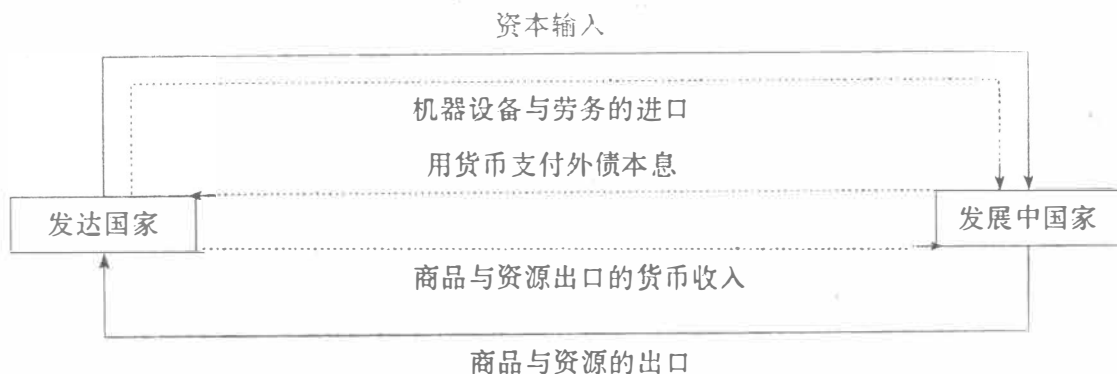 资本输入
机器设备与劳务的进口
用货币支付外债本息
发达国家
发展中国家
商品与资源出口的货币收入
商品与资源的出口